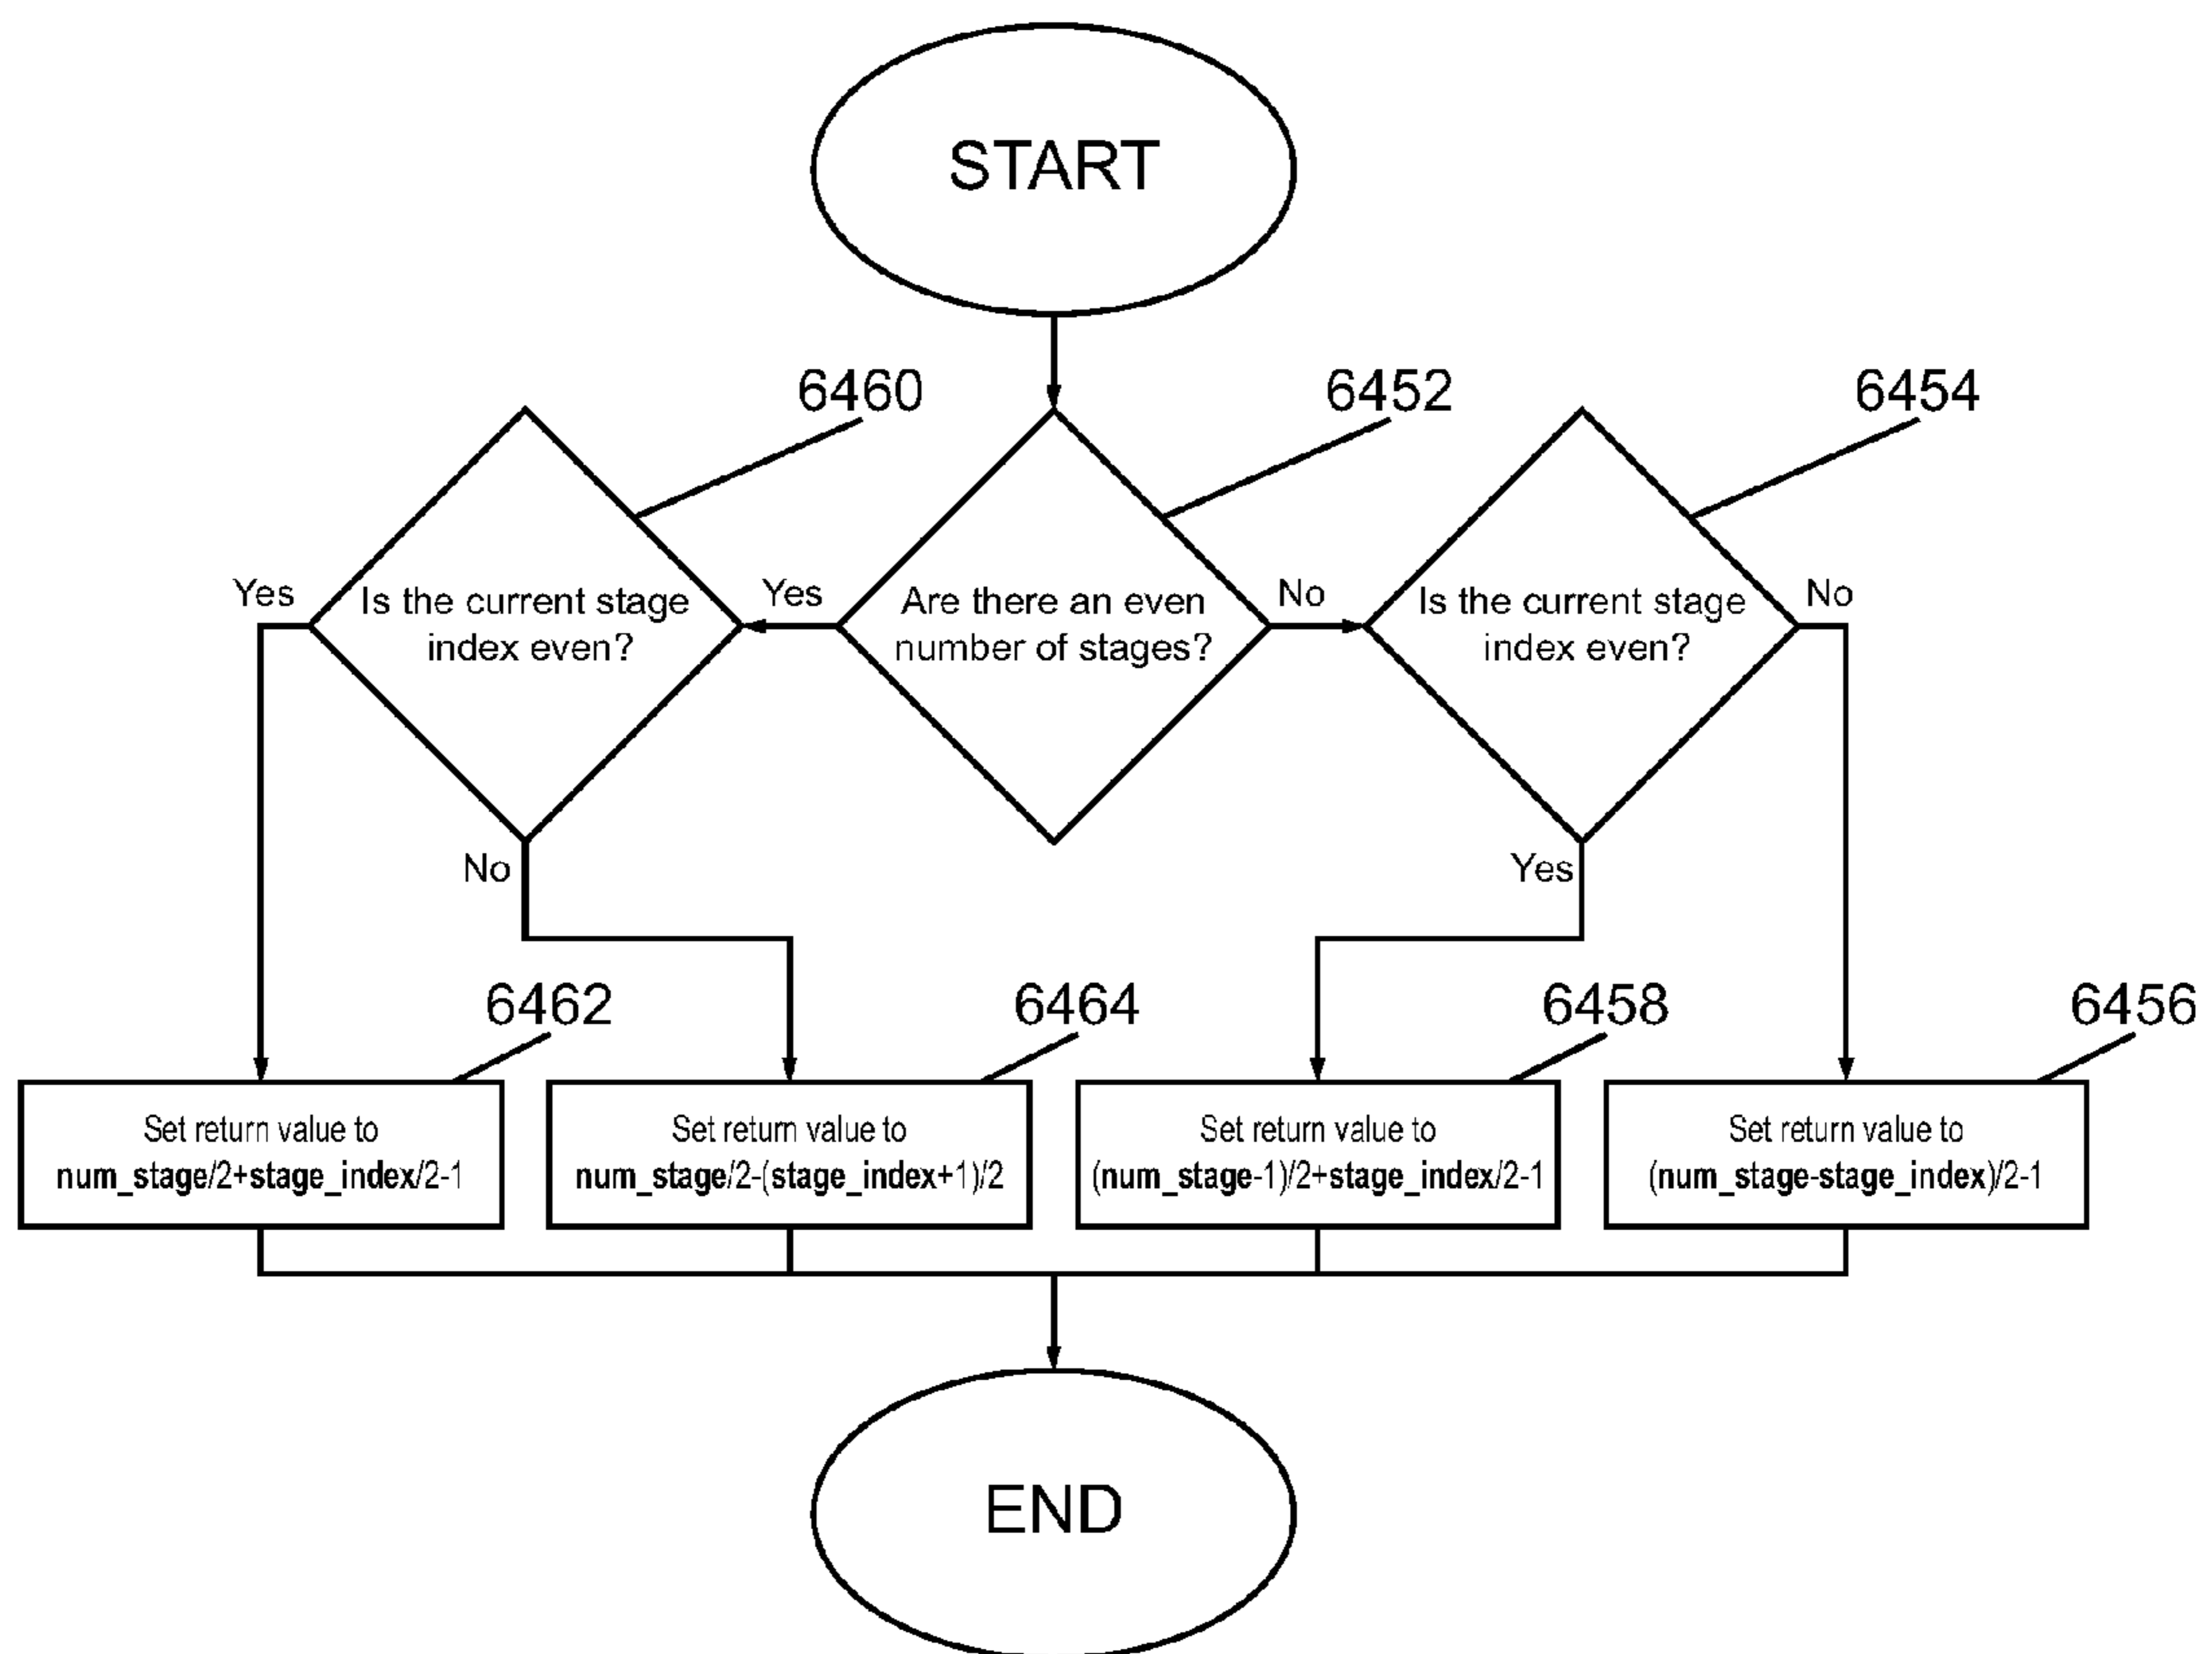 START
6460
6452
6454
Yes
Is the current stage
index even?
Yes
Are there an even
number of stages?
No
Is the current stage
index even?
No
No
Yes
6462
6464
6458
6456
Set return value to
num_stage/2+stage_index/2-1
Set return value to
num_stage/2-(stage_index+1)/2
Set return value to
(num_stage-1)/2+stage_index/2-1
Set return value to
(num_stage-stage_index)/2-1
END